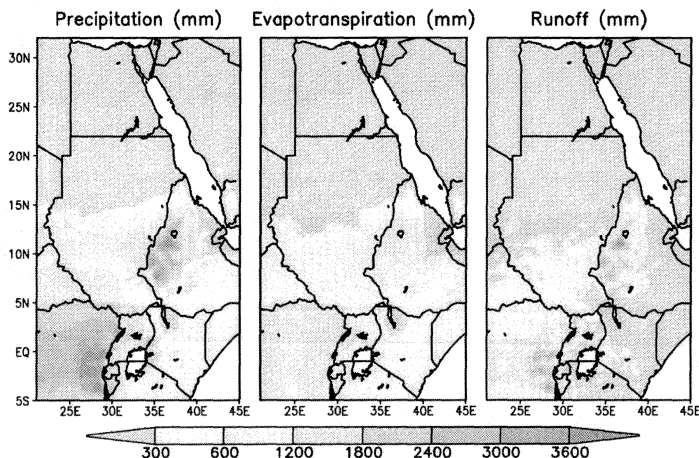 Precipitation (mm) Evapotranspiration (mm) Runoff (mm)
30N
25N
20N
15N
10N
5N
EQ
5S
25E 30E 35E 40E 45E 25E 30E 35E 40E 45E 25E 30E 35E 40E 45E
300 600 1200 1800 2400 3000 3600